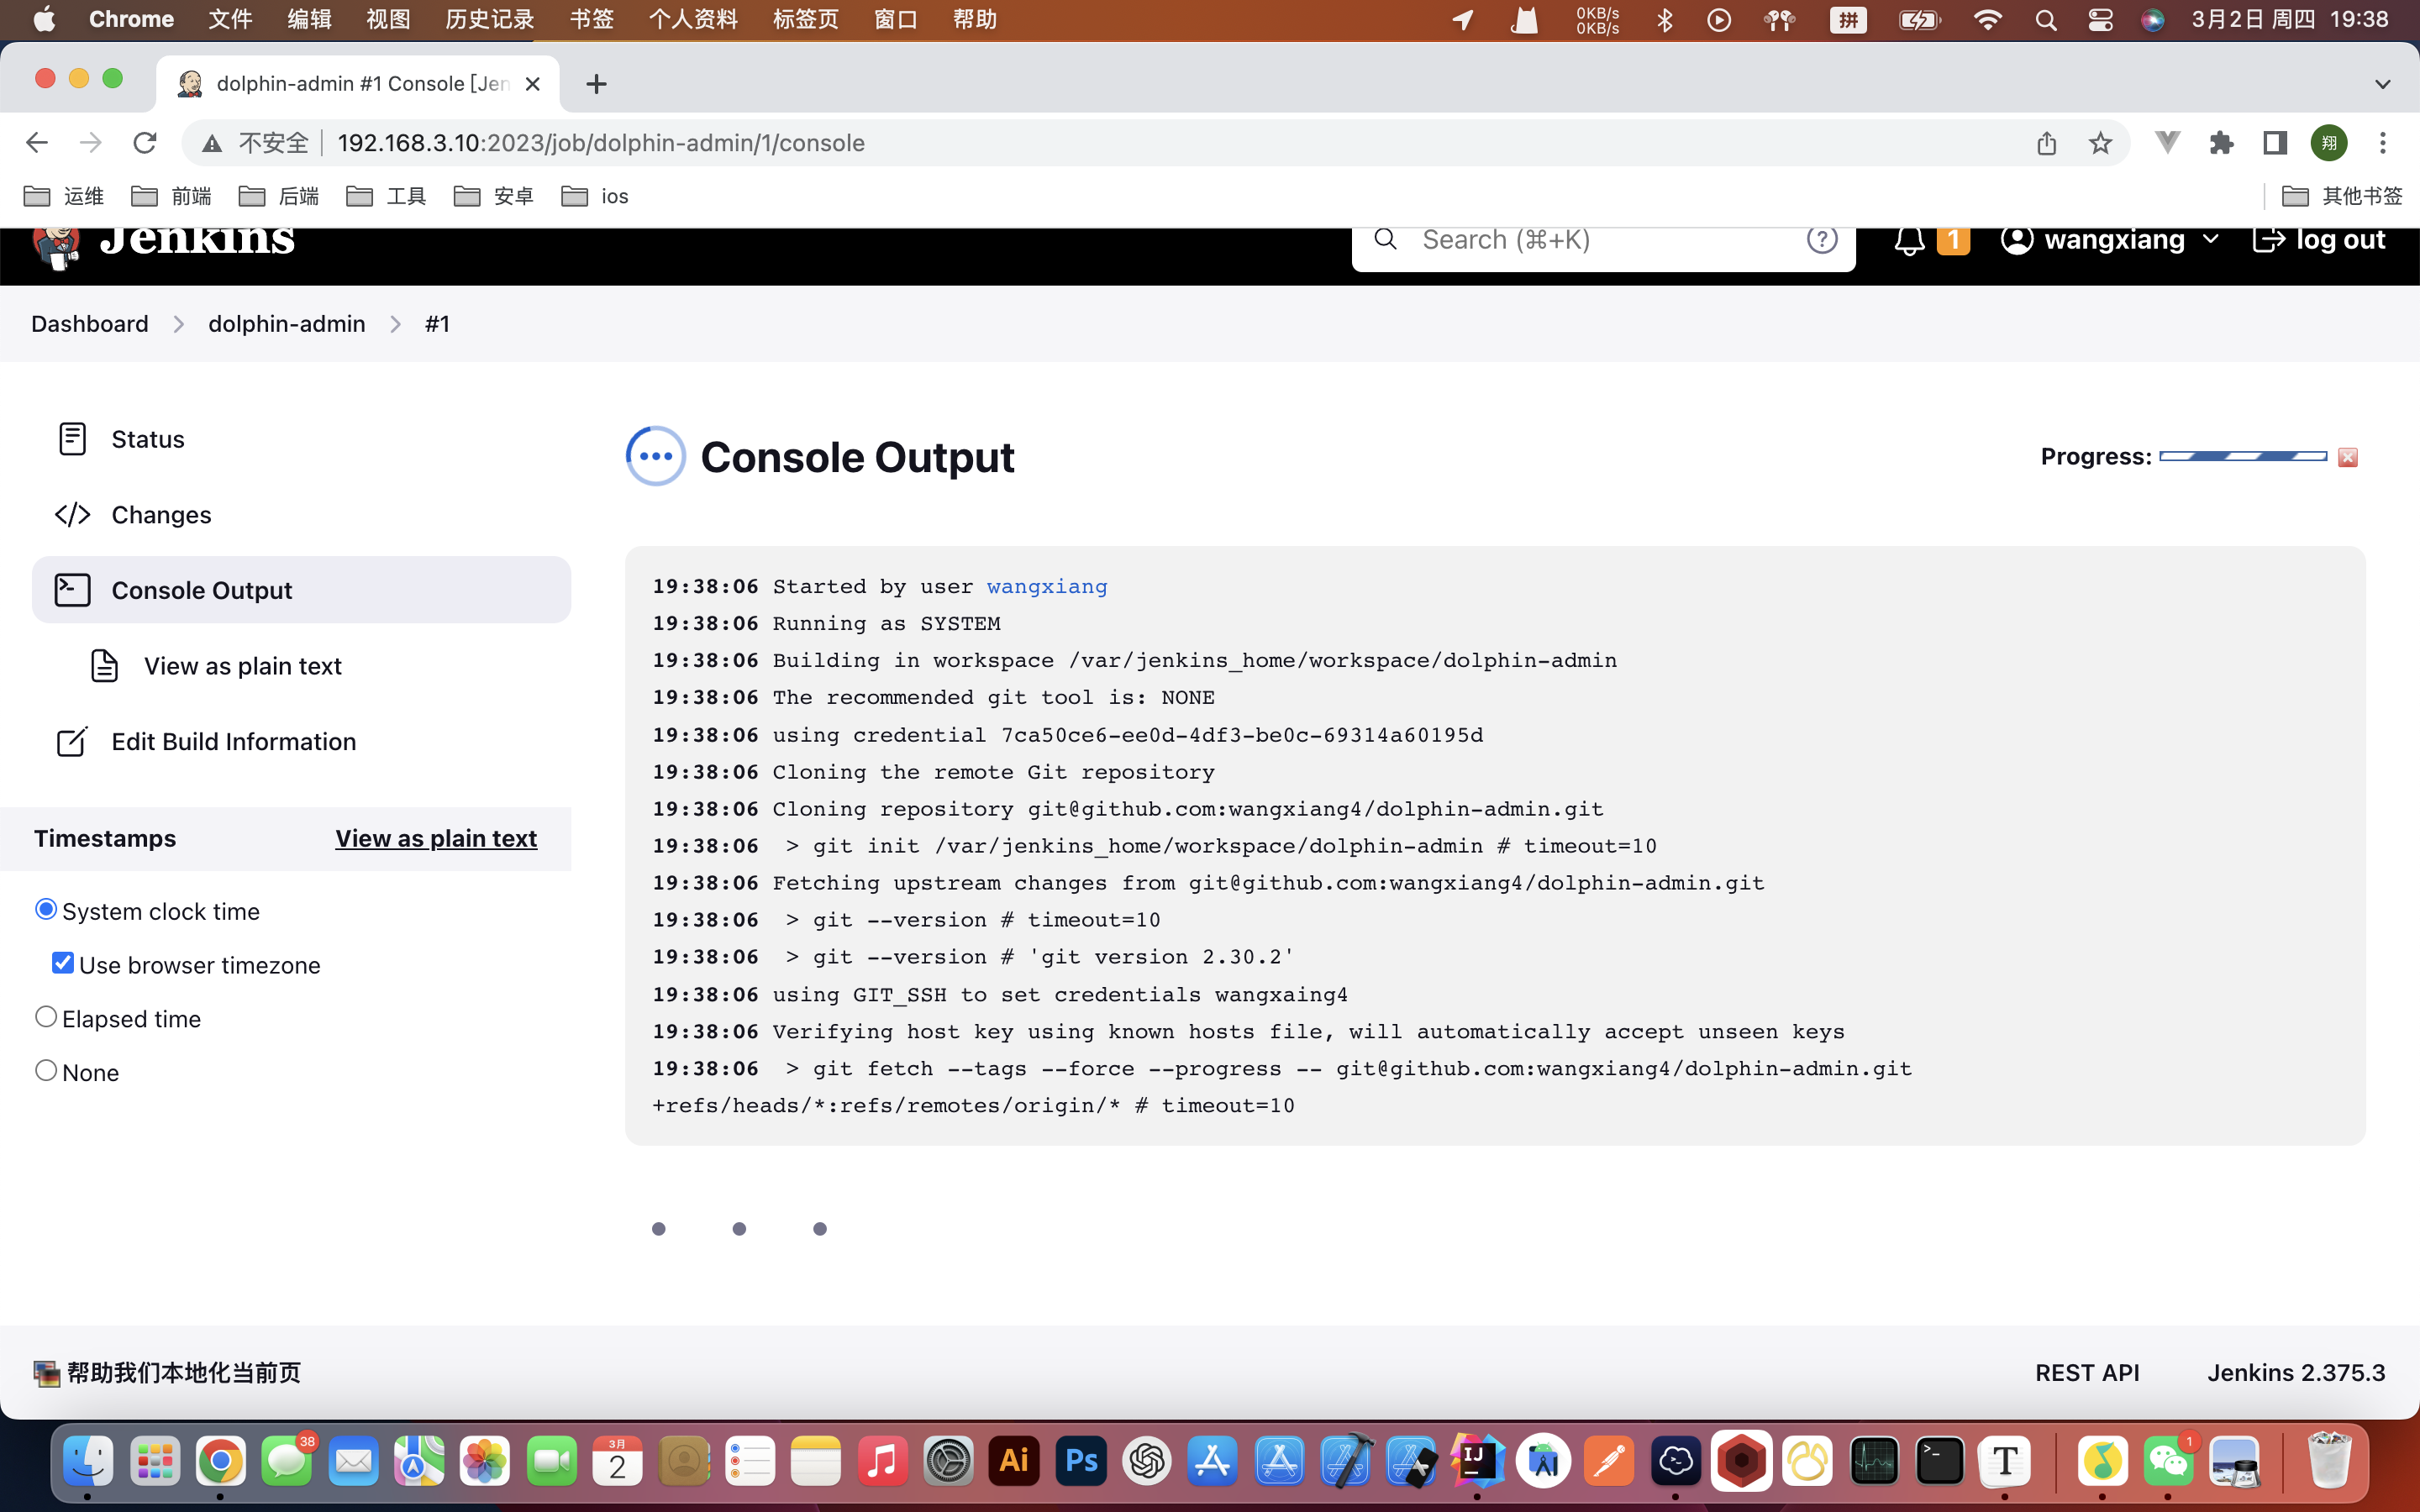 Chrome 文件 编辑 视图 历史记录 书签 个人资料 标签页 窗口 帮助 0KB/s 0KB/s 拼 3月2日 周四 19:38
dolphin-admin #1 Console [Jen
不安全 192.168.3.10:2023/job/dolphin-admin/1/console 翔
运维 前端 后端 工具 安卓 ios 其他书签
Jenkins Search (⌘+K) 1 wangxiang log out
Dashboard dolphin-admin #1
Status
Changes
Console Output
View as plain text
Edit Build Information
Timestamps View as plain text
System clock time
Use browser timezone
Elapsed time
None
Console Output
Progress:
19:38:06 Started by user wangxiang
19:38:06 Running as SYSTEM
19:38:06 Building in workspace /var/jenkins_home/workspace/dolphin-admin
19:38:06 The recommended git tool is: NONE
19:38:06 using credential 7ca50ce6-ee0d-4df3-be0c-69314a60195d
19:38:06 Cloning the remote Git repository
19:38:06 Cloning repository git@github.com:wangxiang4/dolphin-admin.git
19:38:06  > git init /var/jenkins_home/workspace/dolphin-admin # timeout=10
19:38:06 Fetching upstream changes from git@github.com:wangxiang4/dolphin-admin.git
19:38:06  > git --version # timeout=10
19:38:06  > git --version # 'git version 2.30.2'
19:38:06 using GIT_SSH to set credentials wangxaing4
19:38:06 Verifying host key using known hosts file, will automatically accept unseen keys
19:38:06  > git fetch --tags --force --progress -- git@github.com:wangxiang4/dolphin-admin.git
+refs/heads/*:refs/remotes/origin/* # timeout=10
帮助我们本地化当前页 REST API Jenkins 2.375.3
38 3月 2 Ai Ps IJ T 1